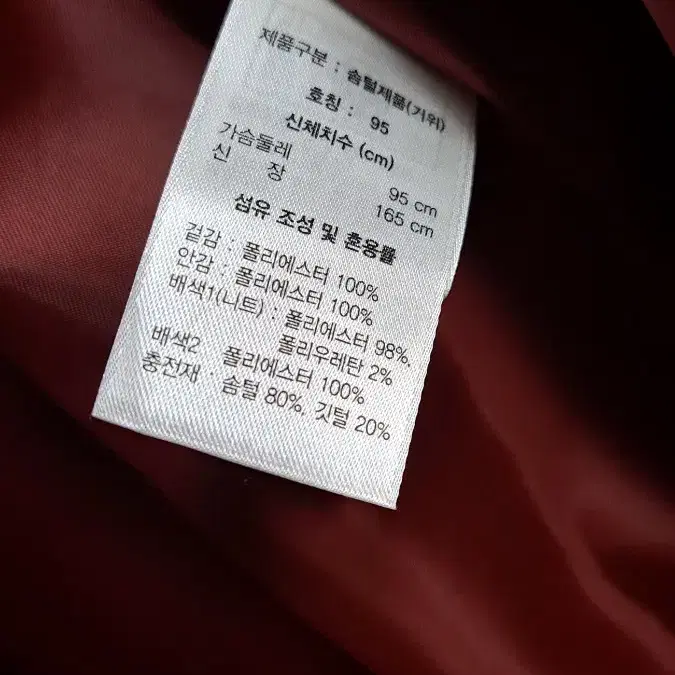 제품구분 : 솜털제품(거위)
호칭 : 95
신체치수 (cm)
가슴둘레 95 cm
신 장 165 cm
섬유 조성 및 혼용률
겉감 : 폴리에스터 100%
안감 : 폴리에스터 100%
배색1(니트) : 폴리에스터 98%,
폴리우레탄 2%
배색2 폴리에스터 100%
충전재 · 솜털 80%, 깃털 20%